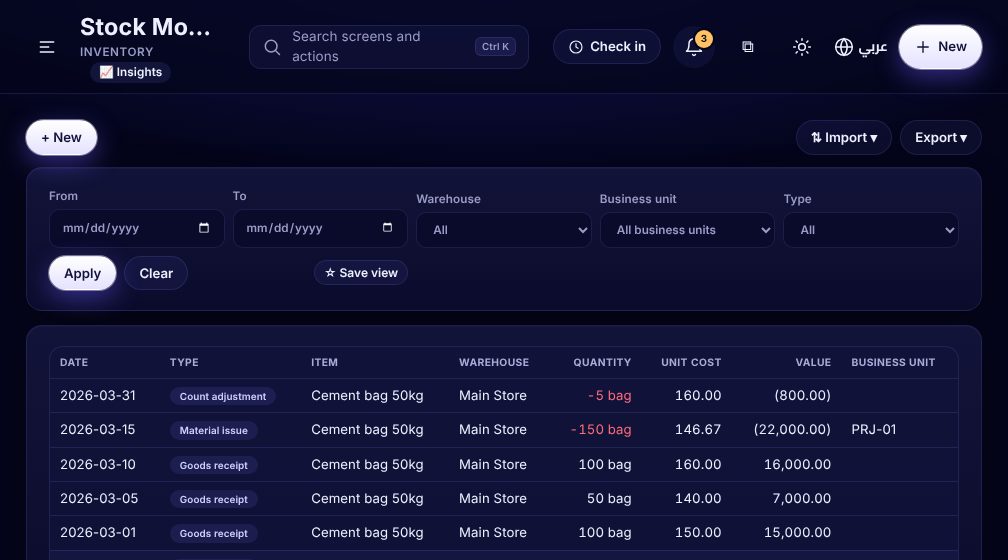 Stock Mo...
INVENTORY
📈 Insights
Search screens and
actions
Ctrl K
Check in
3
عربي
+ New
+ New
⇅ Import ▾
Export ▾
From
To
Warehouse
Business unit
Type
mm/dd/yyyy
mm/dd/yyyy
All
All business units
All
Apply
Clear
☆ Save view
DATE TYPE ITEM WAREHOUSE QUANTITY UNIT COST VALUE BUSINESS UNIT
2026-03-31 Count adjustment Cement bag 50kg Main Store -5 bag 160.00 (800.00)
2026-03-15 Material issue Cement bag 50kg Main Store -150 bag 146.67 (22,000.00) PRJ-01
2026-03-10 Goods receipt Cement bag 50kg Main Store 100 bag 160.00 16,000.00
2026-03-05 Goods receipt Cement bag 50kg Main Store 50 bag 140.00 7,000.00
2026-03-01 Goods receipt Cement bag 50kg Main Store 100 bag 150.00 15,000.00